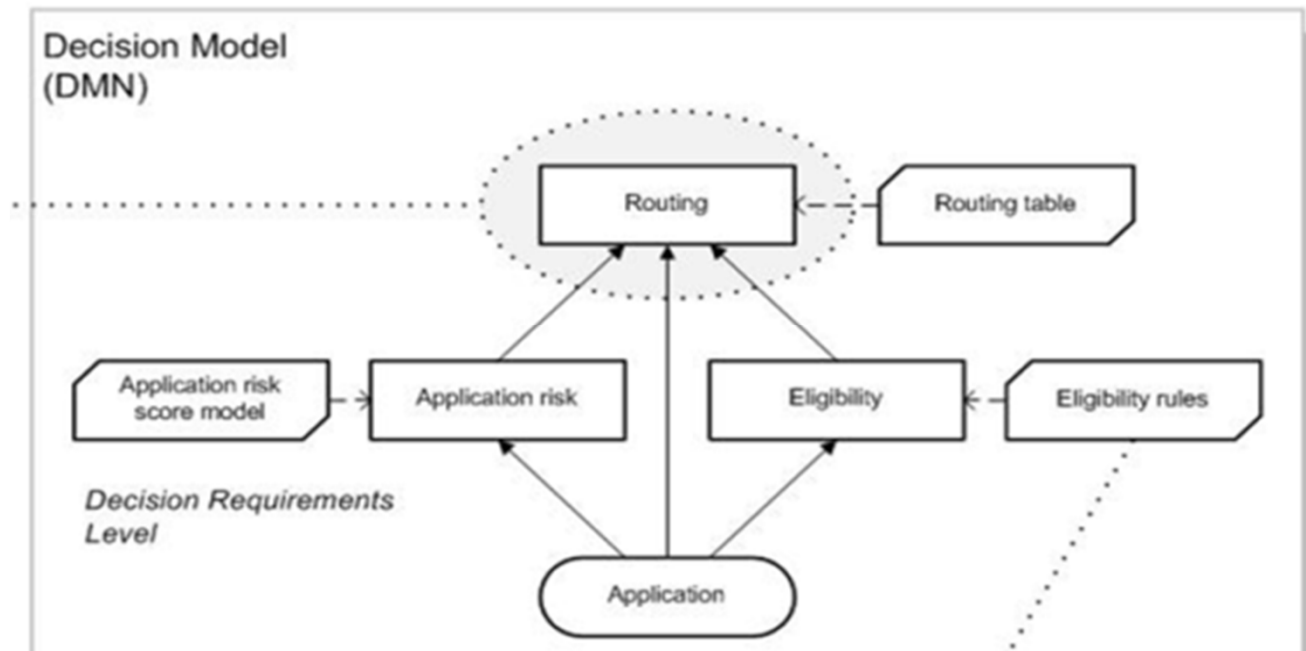 Decision Model
(DMN)
Routing
Routing table
Application risk
score model
Application risk
Eligibility
Eligibility rules
Decision Requirements
Level
Application